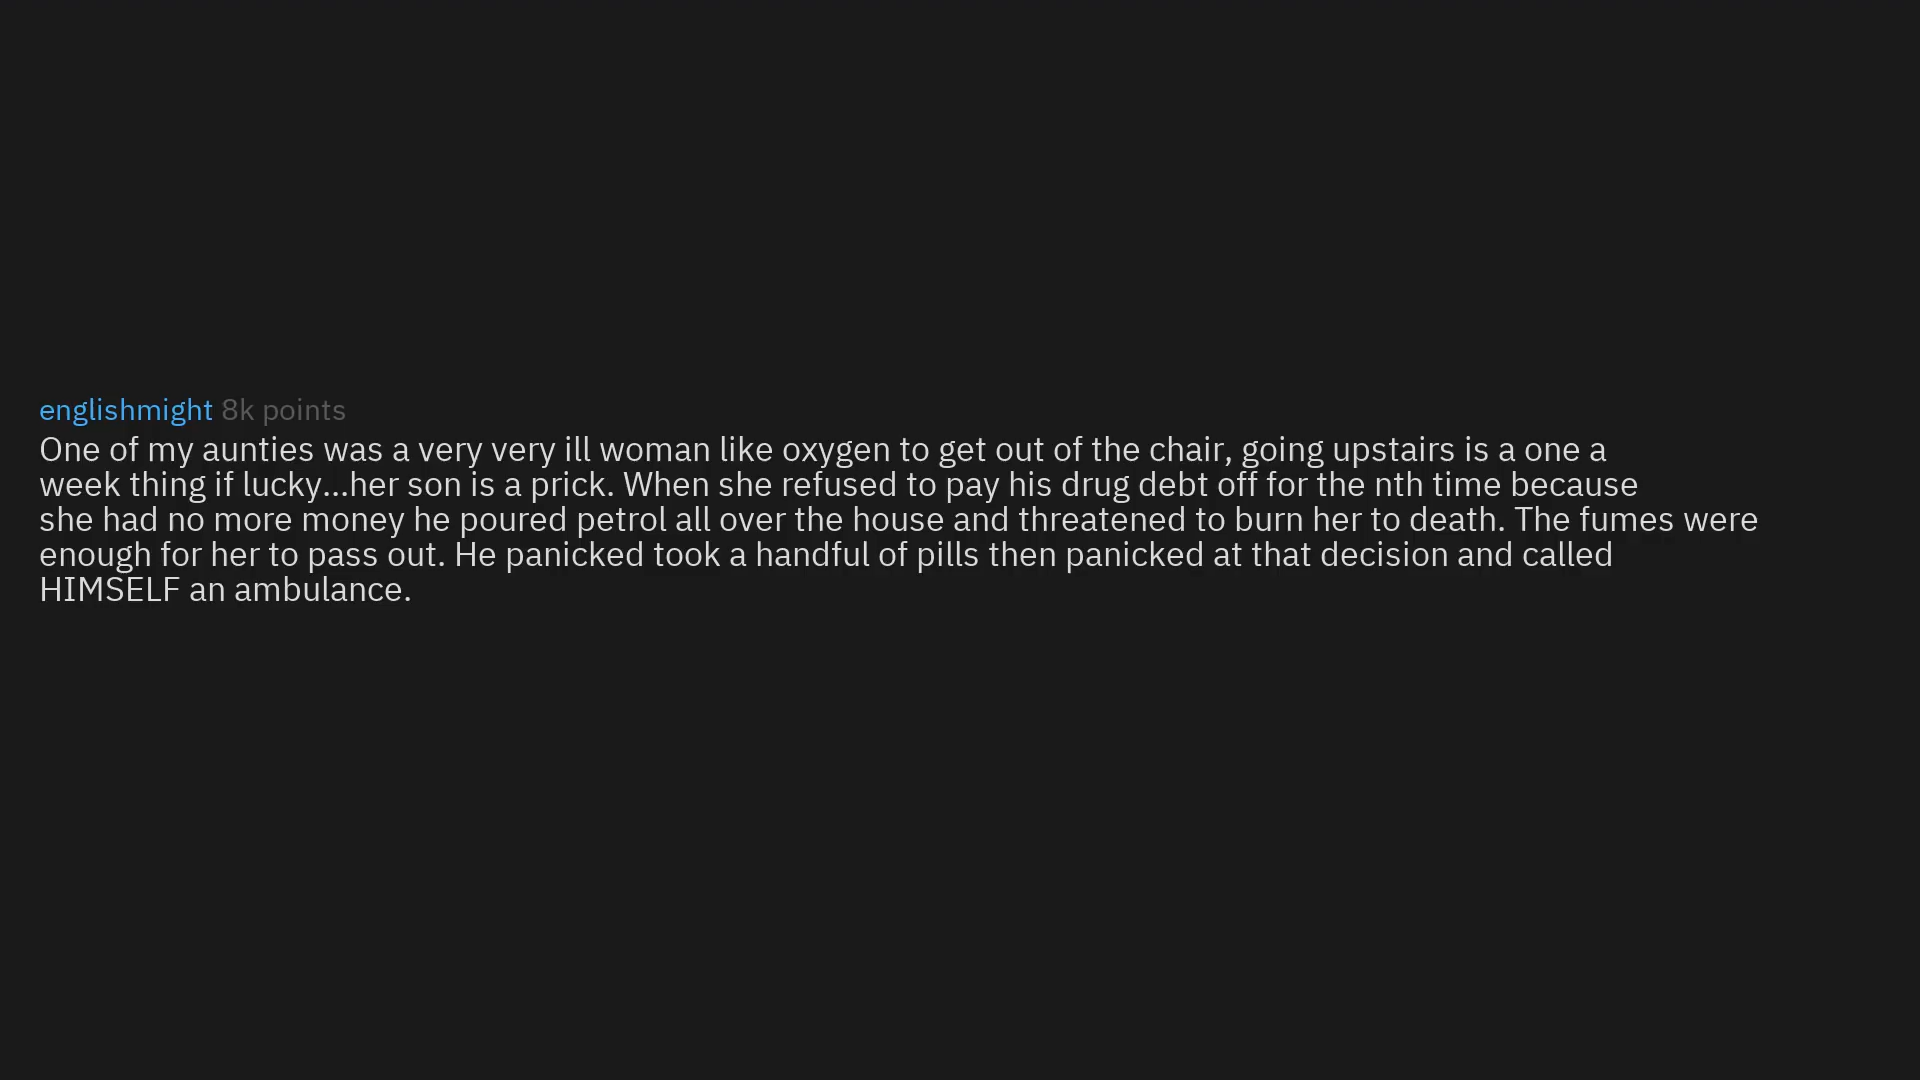 englishmight 8k points
One of my aunties was a very very ill woman like oxygen to get out of the chair, going upstairs is a one a
week thing if lucky...her son is a prick. When she refused to pay his drug debt off for the nth time because
she had no more money he poured petrol all over the house and threatened to burn her to death. The fumes were
enough for her to pass out. He panicked took a handful of pills then panicked at that decision and called
HIMSELF an ambulance.